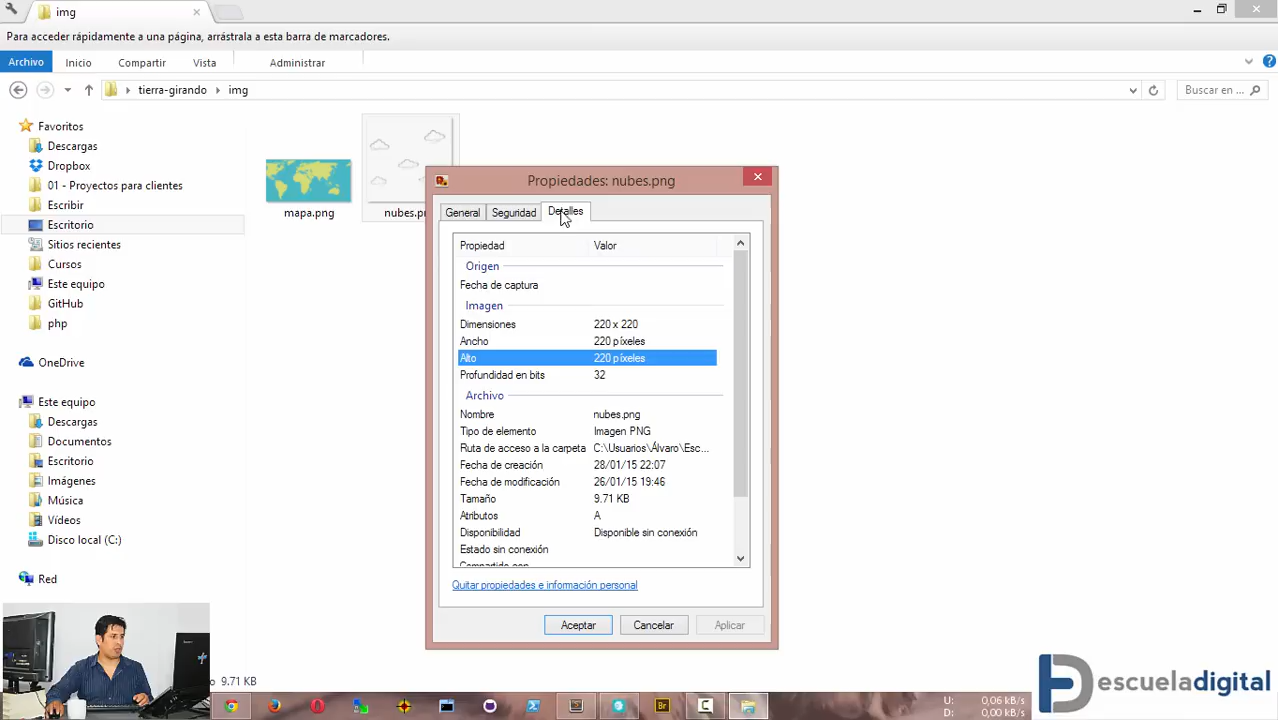 img
Para acceder rápidamente a una página, arrástrala a esta barra de marcadores.
Archivo Inicio Compartir Vista Administrar
tierra-girando img Buscar en ...
Favoritos
Descargas
Dropbox
01 - Proyectos para clientes
Escribir
Escritorio
Sitios recientes
Cursos
Este equipo
GitHub
php
OneDrive
Este equipo
Descargas
Documentos
Escritorio
Imágenes
Música
Vídeos
Disco local (C:)
Red
mapa.png
Propiedades: nubes.png
General Seguridad Detalles
Propiedad Valor
Origen
Fecha de captura
Imagen
Dimensiones 220 x 220
Ancho 220 píxeles
Alto 220 píxeles
Profundidad en bits 32
Archivo
Nombre nubes.png
Tipo de elemento Imagen PNG
Ruta de acceso a la carpeta C:\Usuarios\Álvaro\Esc...
Fecha de creación 28/01/15 22:07
Fecha de modificación 26/01/15 19:46
Tamaño 9.71 KB
Atributos A
Disponibilidad Disponible sin conexión
Estado sin conexión
Quitar propiedades e información personal
Aceptar Cancelar Aplicar
9.71 KB
Br
U: 0,06 kB/s
D: 0,00 kB/s
escueladigital